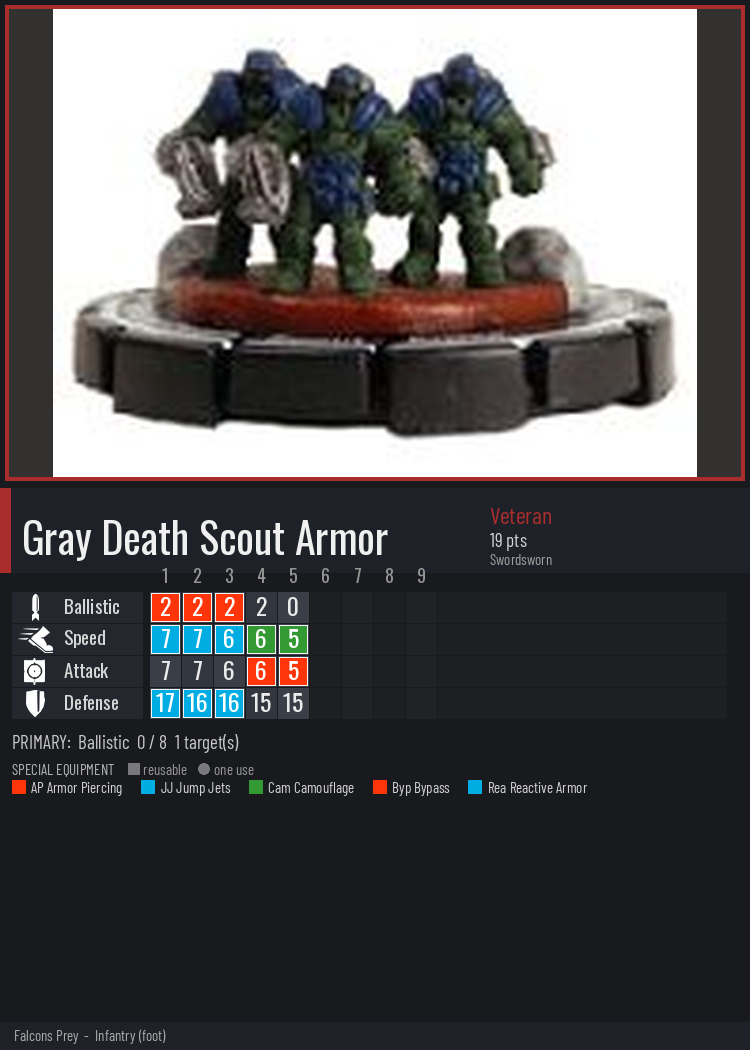 Gray Death Scout Armor
Veteran
19 pts
Swordsworn
1 2 3 4 5 6 7 8 9
Ballistic 2 2 2 2 0
Speed 7 7 6 6 5
Attack 7 7 6 6 5
Defense 17 16 16 15 15
PRIMARY: Ballistic 0 / 8 1 target(s)
SPECIAL EQUIPMENT reusable one use
AP Armor Piercing JJ Jump Jets Cam Camouflage Byp Bypass Rea Reactive Armor
Falcons Prey - Infantry (foot)